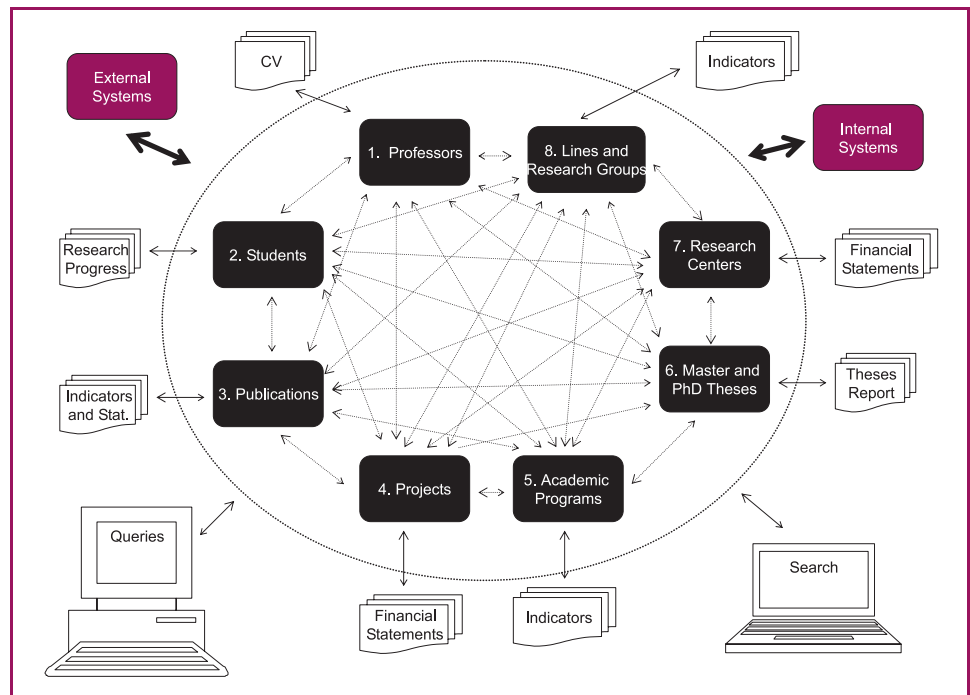 CV
Indicators
External
Systems
Internal
Systems
1. Professors
8. Lines and
Research Groups
Research
Progress
2. Students
7. Research
Centers
Financial
Statements
Indicators
and Stat.
3. Publications
6. Master and
PhD Theses
Theses
Report
4. Projects
5. Academic
Programs
Queries
Search
Financial
Statements
Indicators